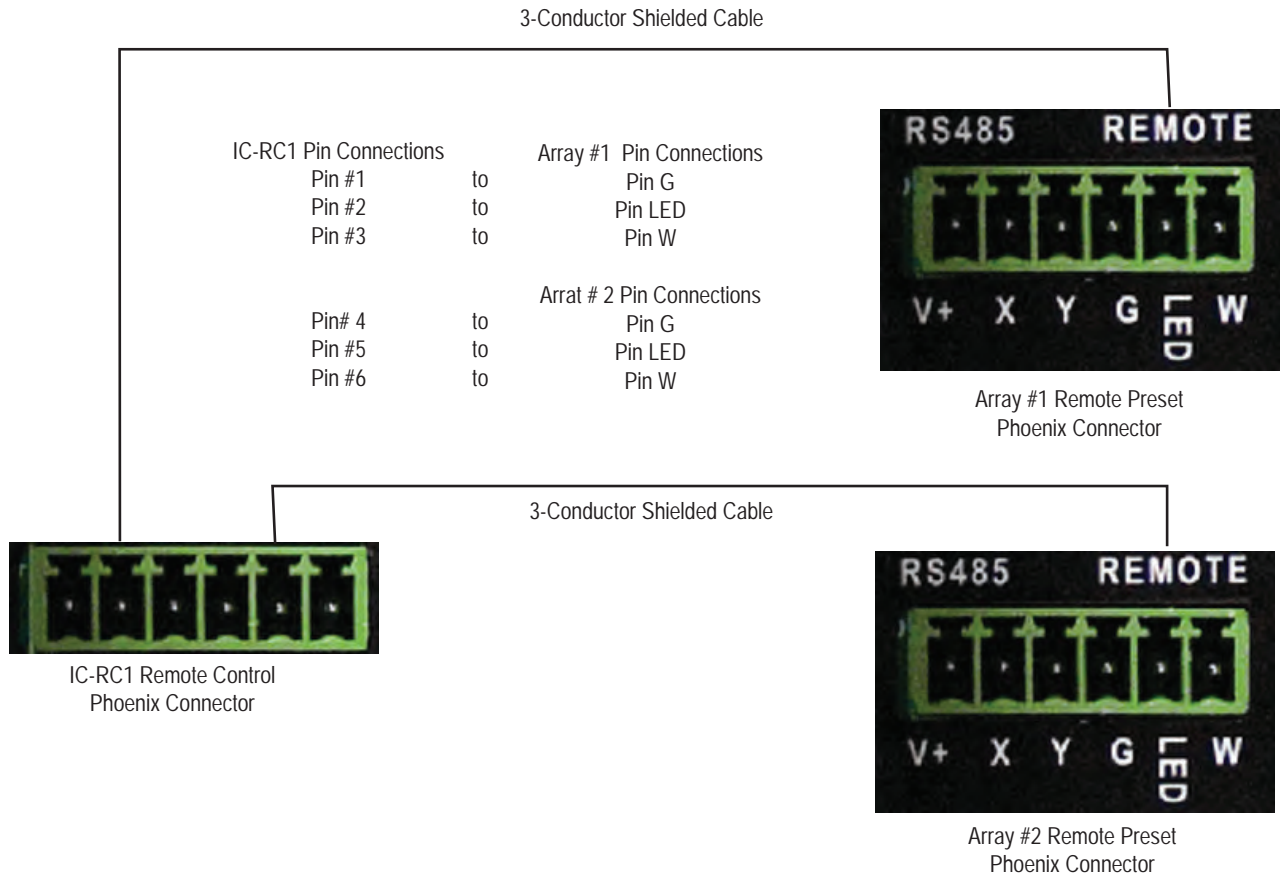 3-Conductor Shielded Cable
IC-RC1 Pin Connections Array #1 Pin Connections
Pin #1 to Pin G
Pin #2 to Pin LED
Pin #3 to Pin W
Arrat # 2 Pin Connections
Pin# 4 to Pin G
Pin #5 to Pin LED
Pin #6 to Pin W
RS485 REMOTE
V+ X Y G LED W
Array #1 Remote Preset
Phoenix Connector
3-Conductor Shielded Cable
IC-RC1 Remote Control
Phoenix Connector
RS485 REMOTE
V+ X Y G LED W
Array #2 Remote Preset
Phoenix Connector